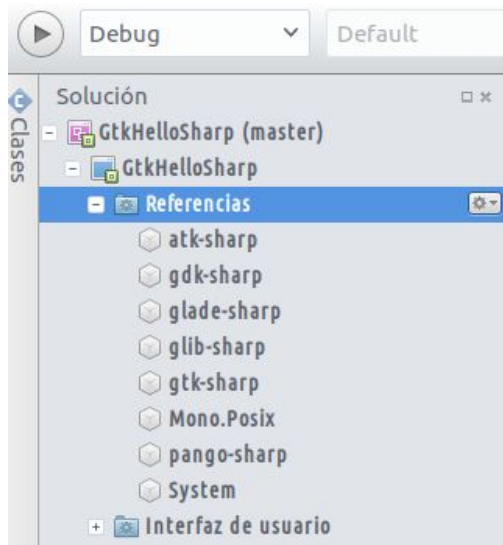 Debug
Default
Clases
Solución
GtkHelloSharp (master)
GtkHelloSharp
Referencias
atk-sharp
gdk-sharp
glade-sharp
glib-sharp
gtk-sharp
Mono.Posix
pango-sharp
System
Interfaz de usuario